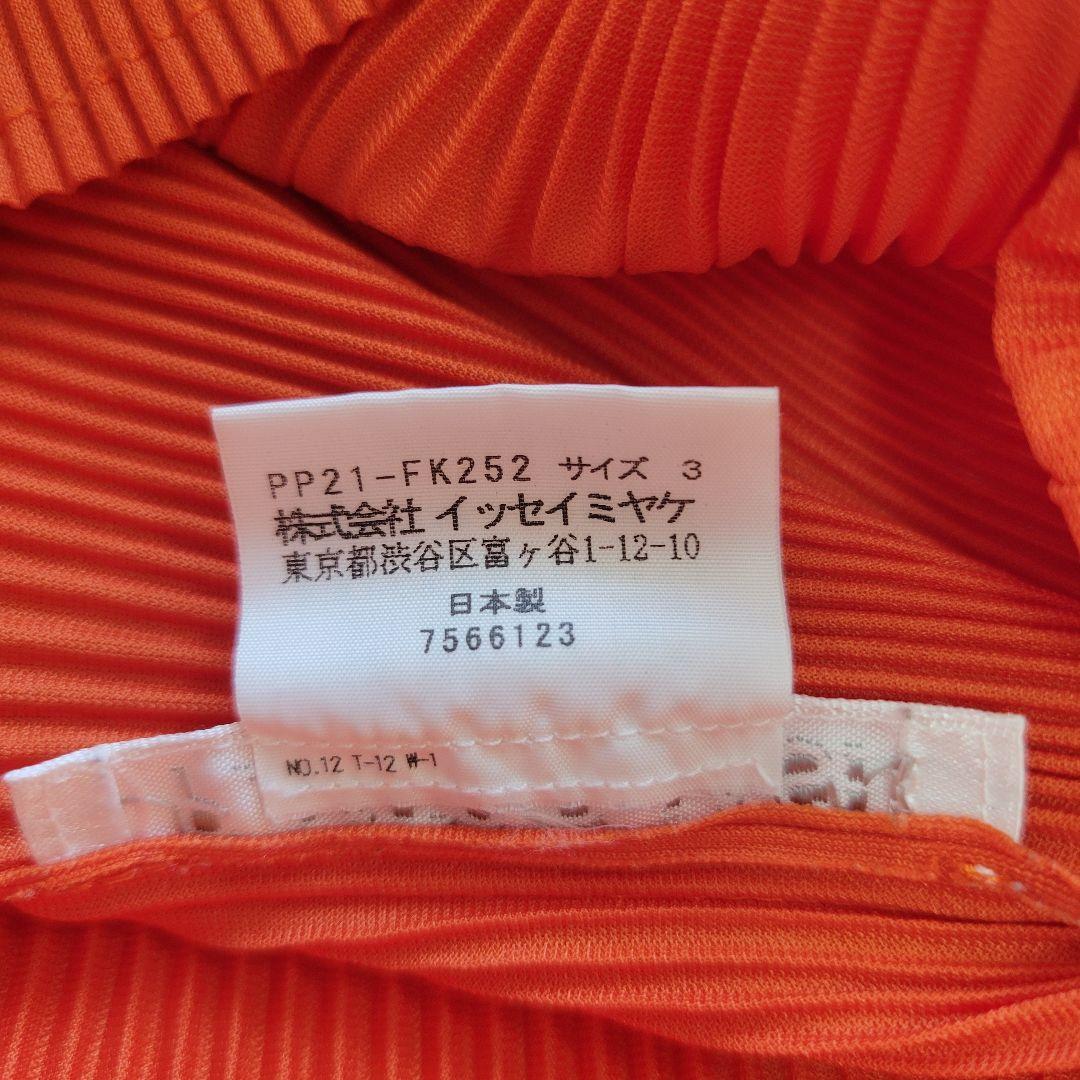 PP21-FK252 サイズ 3
株式会社 イッセイミヤケ
東京都渋谷区富ヶ谷1-12-10
日本製
7566123
NO.12 T-12 W-1